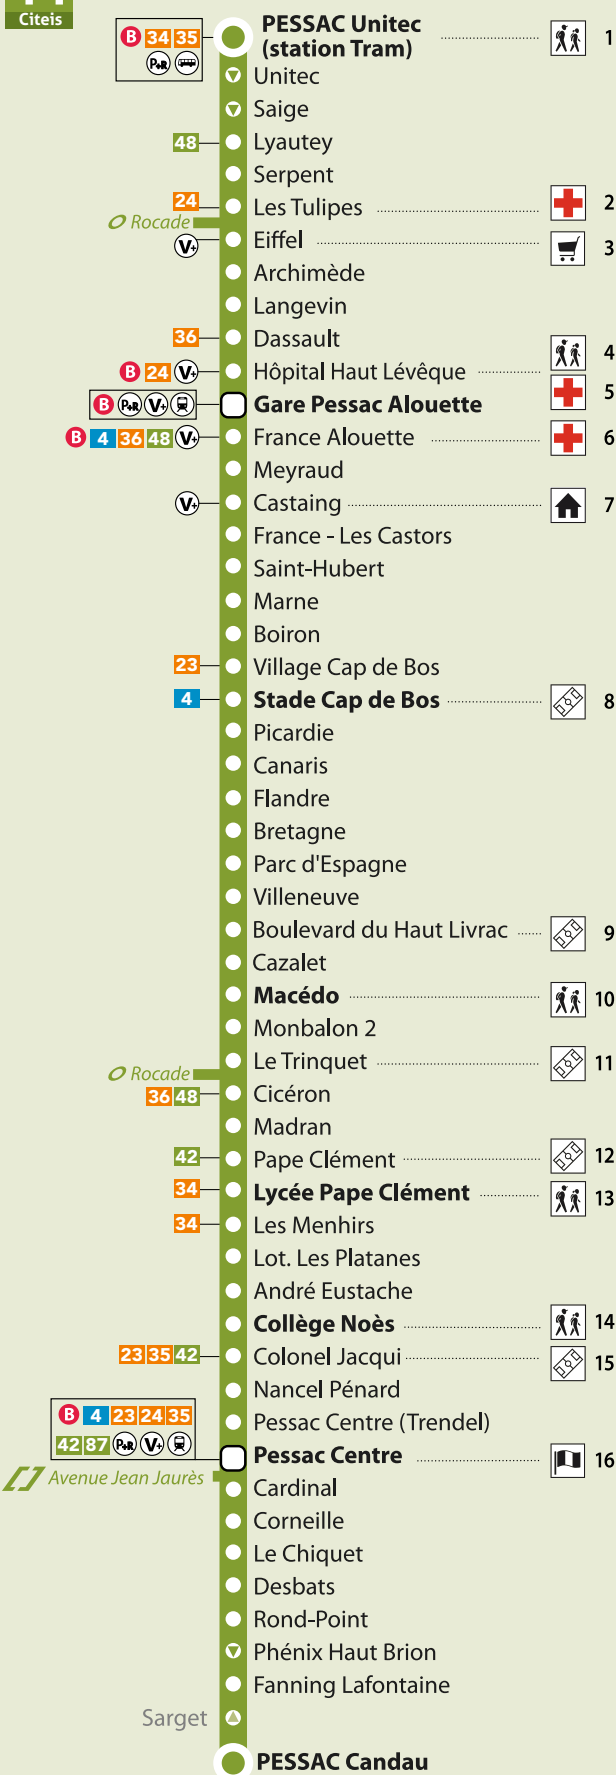 Citeis
B 34 35
P+R
PESSAC Unitec
(station Tram)
1
Unitec
Saige
48 Lyautey
Serpent
24 Les Tulipes 2
Rocade
V+ Eiffel 3
Archimède
Langevin
36 Dassault
4
B 24 V+ Hôpital Haut Lévêque
5
B P+R V+ Gare Pessac Alouette
B 4 36 48 V+ France Alouette 6
Meyraud
V+ Castaing 7
France - Les Castors
Saint-Hubert
Marne
Boiron
23 Village Cap de Bos
4 Stade Cap de Bos 8
Picardie
Canaris
Flandre
Bretagne
Parc d'Espagne
Villeneuve
Boulevard du Haut Livrac 9
Cazalet
Macédo 10
Monbalon 2
Le Trinquet 11
Rocade
36 48 Cicéron
Madran
42 Pape Clément 12
34 Lycée Pape Clément 13
34 Les Menhirs
Lot. Les Platanes
André Eustache
Collège Noès 14
23 35 42 Colonel Jacqui 15
Nancel Pénard
Pessac Centre (Trendel)
B 4 23 24 35
42 87 P+R V+
Pessac Centre 16
Avenue Jean Jaurès
Cardinal
Corneille
Le Chiquet
Desbats
Rond-Point
Phénix Haut Brion
Fanning Lafontaine
Sarget
PESSAC Candau